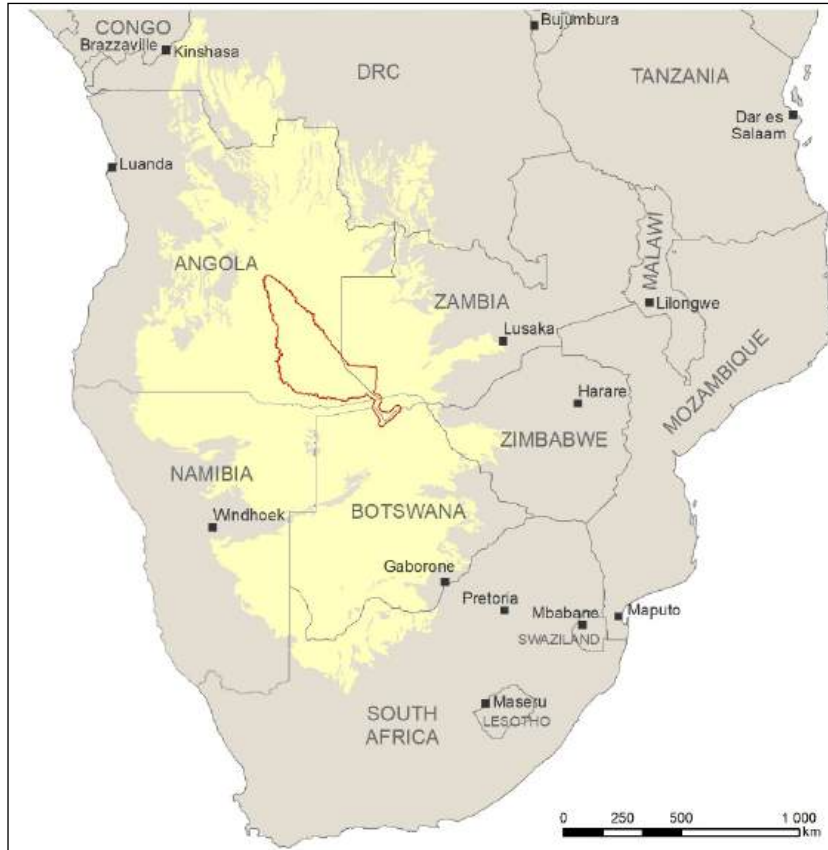 CONGO
Bujumbura
Brazzaville
Kinshasa
DRC
TANZANIA
Dar es
Salaam
Luanda
ANGOLA
MALAWI
ZAMBIA
Lilongwe
Lusaka
MOZAMBIQUE
Harare
ZIMBABWE
NAMIBIA
Windhoek
BOTSWANA
Gaborone
Pretoria
Mbabane
Maputo
SWAZILAND
Maseru
SOUTH
AFRICA
LESOTHO
0 250 500 1 000
km